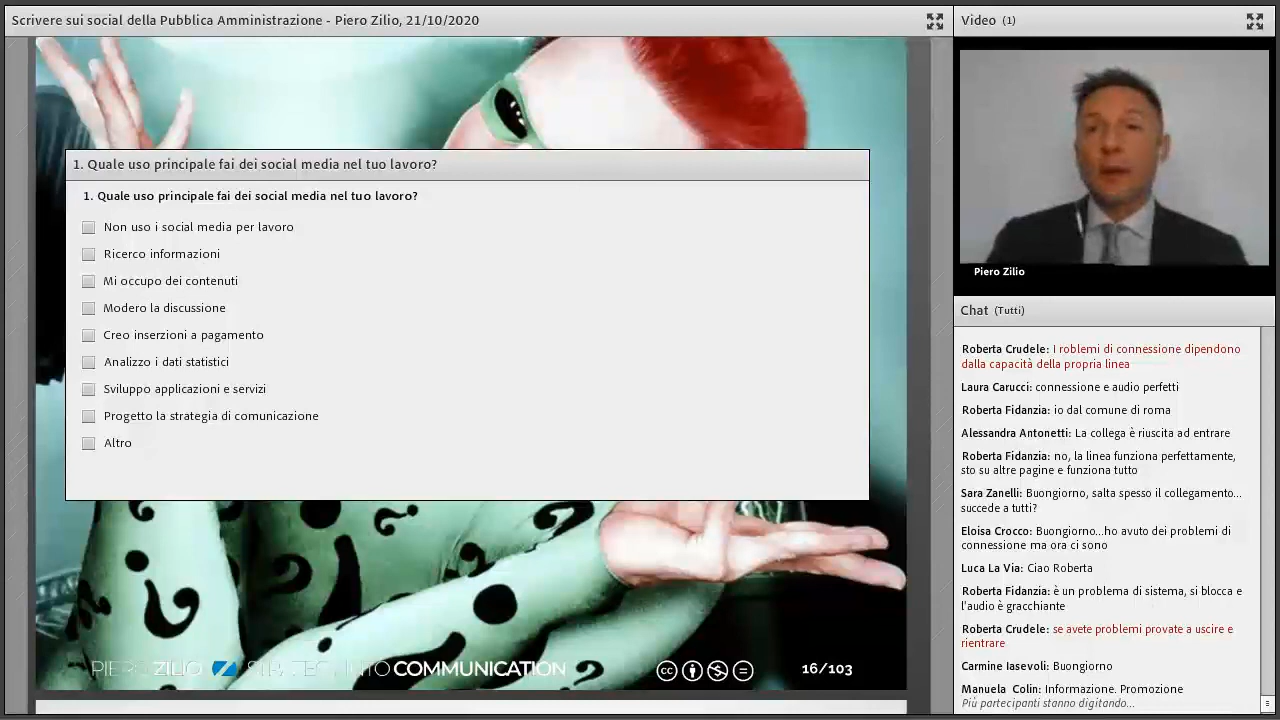 Scrivere sui social della Pubblica Amministrazione - Piero Zilio, 21/10/2020
1. Quale uso principale fai dei social media nel tuo lavoro?
1. Quale uso principale fai dei social media nel tuo lavoro?
Non uso i social media per lavoro
Ricerco informazioni
Mi occupo dei contenuti
Modero la discussione
Creo inserzioni a pagamento
Analizzo i dati statistici
Sviluppo applicazioni e servizi
Progetto la strategia di comunicazione
Altro
PIERO ZILIO STRATEGY INTO COMMUNICATION
cc
16/103
Video (1)
Piero Zilio
Chat (Tutti)
Roberta Crudele: I roblemi di connessione dipendono
dalla capacità della propria linea
Laura Carucci: connessione e audio perfetti
Roberta Fidanzia: io dal comune di roma
Alessandra Antonetti: La collega è riuscita ad entrare
Roberta Fidanzia: no, la linea funziona perfettamente,
sto su altre pagine e funziona tutto
Sara Zanelli: Buongiorno, salta spesso il collegamento...
succede a tutti?
Eloisa Crocco: Buongiorno...ho avuto dei problemi di
connessione ma ora ci sono
Luca La Via: Ciao Roberta
Roberta Fidanzia: è un problema di sistema, si blocca e
l'audio è gracchiante
Roberta Crudele: se avete problemi provate a uscire e
rientrare
Carmine Iasevoli: Buongiorno
Manuela Colin: Informazione. Promozione
Più partecipanti stanno digitando...